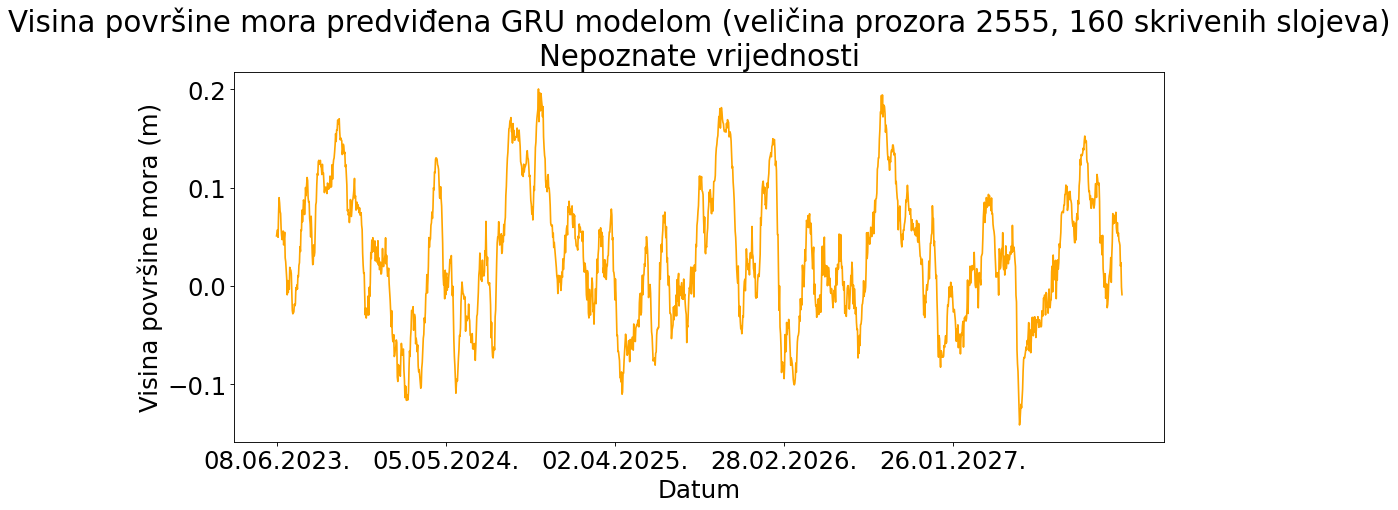 Visina površine mora predviđena GRU modelom (veličina prozora 2555, 160 skrivenih slojeva)
Nepoznate vrijednosti
Visina površine mora (m)
0.2
0.1
0.0
−0.1
08.06.2023. 05.05.2024. 02.04.2025. 28.02.2026. 26.01.2027.
Datum